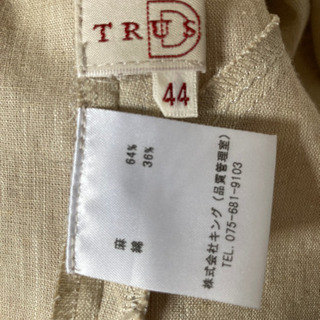 TRUS
D
44
麻 64%
綿 36%
株式会社キング (品質管理室)
TEL. 075-681-9103